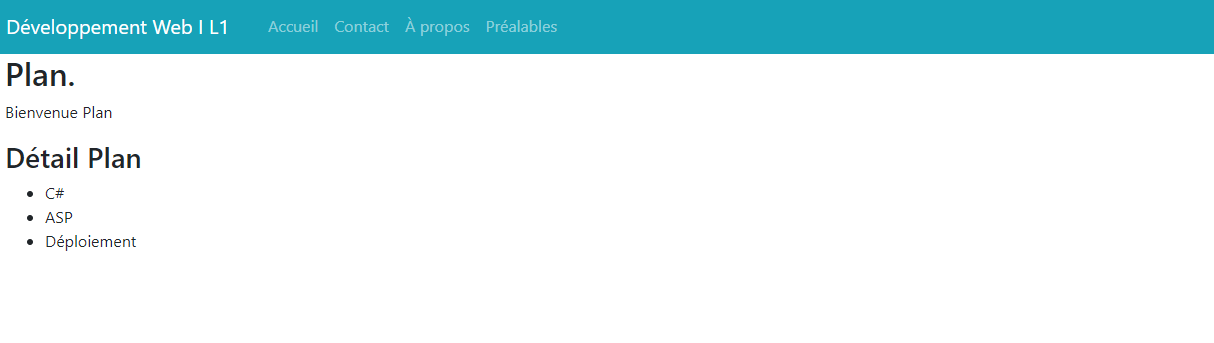 Développement Web I L1 Accueil Contact À propos Préalables
Plan.
Bienvenue Plan
Détail Plan
C#
ASP
Déploiement